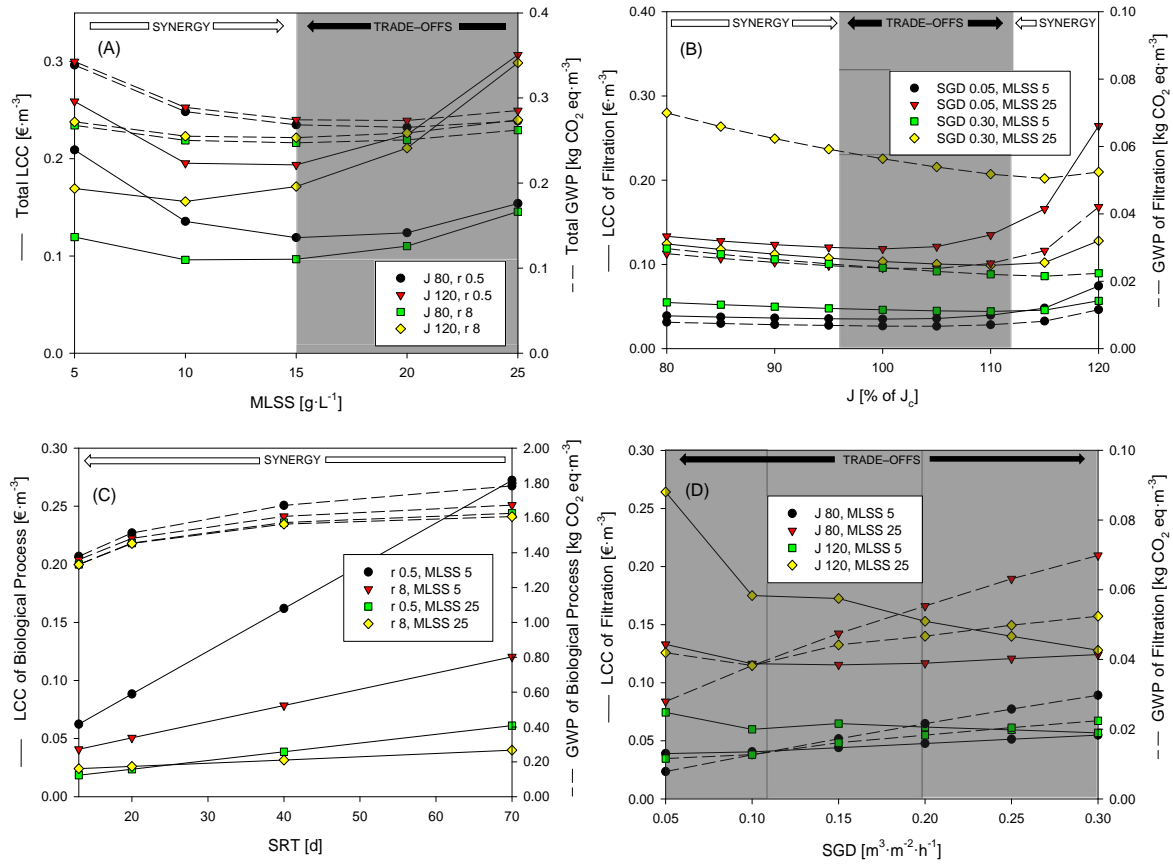 (A)
SYNERGY
TRADE–OFFS
0.0
0.1
0.2
0.3
0.0
0.1
0.2
0.3
0.4
5
10
15
20
25
MLSS [g·L-1]
—— Total LCC [€·m-3]
– — Total GWP [kg CO2 eq·m-3]
J 80, r 0.5
J 120, r 0.5
J 80, r 8
J 120, r 8
(B)
SYNERGY
TRADE–OFFS
SYNERGY
0.00
0.10
0.20
0.30
0.40
0.00
0.02
0.04
0.06
0.08
0.10
80
90
100
110
120
J [% of Jc]
—— LCC of Filtration [€·m-3]
– — GWP of Filtration [kg CO2 eq·m-3]
SGD 0.05, MLSS 5
SGD 0.05, MLSS 25
SGD 0.30, MLSS 5
SGD 0.30, MLSS 25
(C)
SYNERGY
0.00
0.05
0.10
0.15
0.20
0.25
0.30
0.00
0.20
0.40
0.60
0.80
1.00
1.20
1.40
1.60
1.80
2.00
20
30
40
50
60
70
SRT [d]
—— LCC of Biological Process [€·m-3]
– — GWP of Biological Process [kg CO2 eq·m-3]
r 0.5, MLSS 5
r 8, MLSS 5
r 0.5, MLSS 25
r 8, MLSS 25
(D)
TRADE–OFFS
0.00
0.05
0.10
0.15
0.20
0.25
0.30
0.00
0.02
0.04
0.06
0.08
0.10
0.05
0.10
0.15
0.20
0.25
0.30
SGD [m3·m-2·h-1]
—— LCC of Filtration [€·m-3]
– — GWP of Filtration [kg CO2 eq·m-3]
J 80, MLSS 5
J 80, MLSS 25
J 120, MLSS 5
J 120, MLSS 25